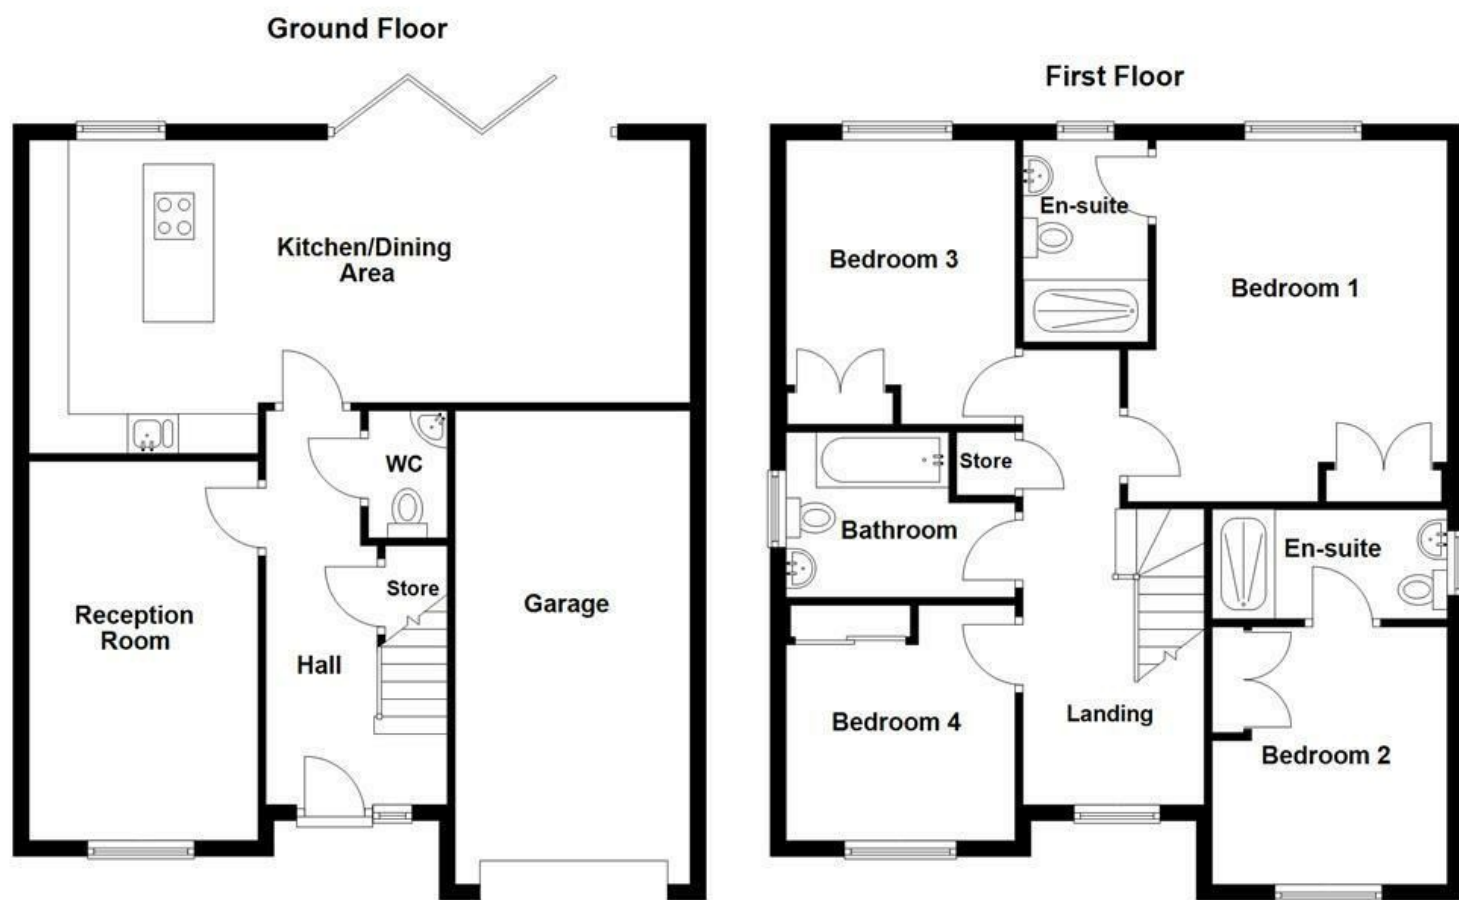 Ground Floor
Kitchen/Dining
Area
WC
Store
Reception
Room
Hall
Garage
First Floor
En-suite
Bedroom 3
Bedroom 1
Store
Bathroom
En-suite
Bedroom 4
Landing
Bedroom 2